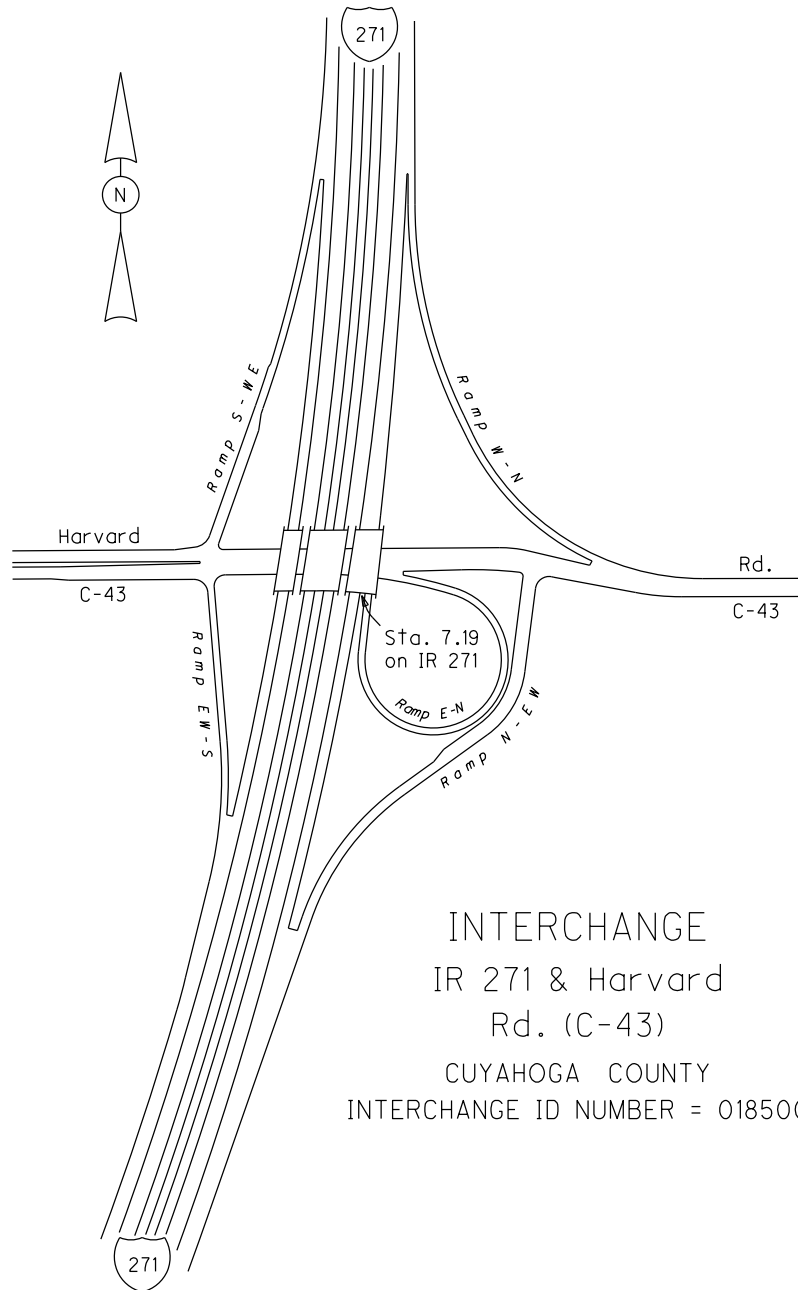 271
N
Ramp S-WE
Ramp W-N
Harvard
C-43
Rd.
C-43
Sta. 7.19
on IR 271
Ramp EW-S
Ramp E-N
Ramp N-EW
INTERCHANGE
IR 271 & Harvard
Rd. (C-43)
CUYAHOGA COUNTY
INTERCHANGE ID NUMBER = 018500
271